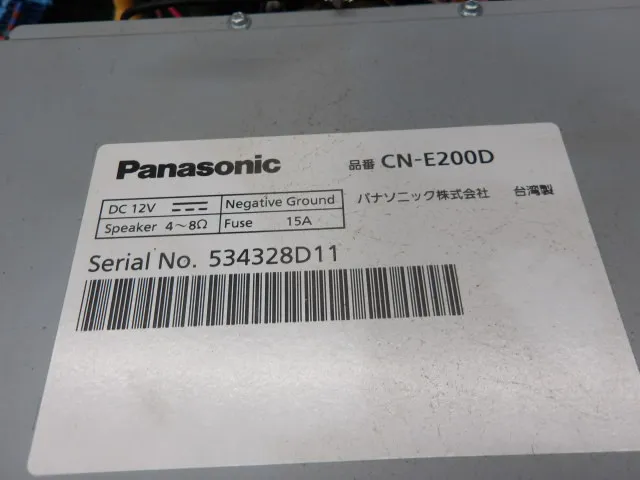 Panasonic 品番 CN-E200D
DC 12V Negative Ground パナソニック株式会社 台湾製
Speaker 4~8Ω Fuse 15A
Serial No. 534328D11